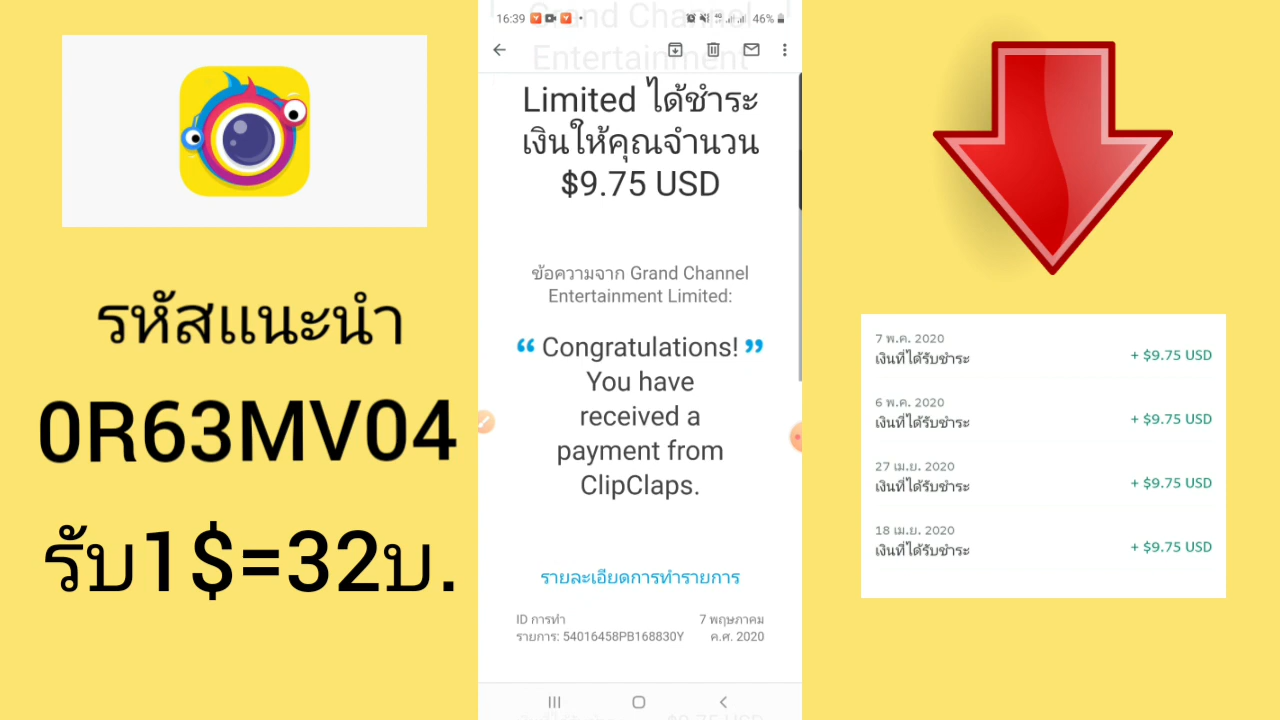 รหัสแนะนำ
0R63MV04
รับ1$=32บ.
16:39
46%
Grand Channel
Entertainment
Limited ได้ชำระ
เงินให้คุณจำนวน
$9.75 USD
ข้อความจาก Grand Channel
Entertainment Limited:
“ Congratulations! ”
You have
received a
payment from
ClipClaps.
รายละเอียดการทำรายการ
ID การทำ
รายการ: 54016458PB168830Y
7 พฤษภาคม
ค.ศ. 2020
7 พ.ค. 2020
เงินที่ได้รับชำระ + $9.75 USD
6 พ.ค. 2020
เงินที่ได้รับชำระ + $9.75 USD
27 เม.ย. 2020
เงินที่ได้รับชำระ + $9.75 USD
18 เม.ย. 2020
เงินที่ได้รับชำระ + $9.75 USD